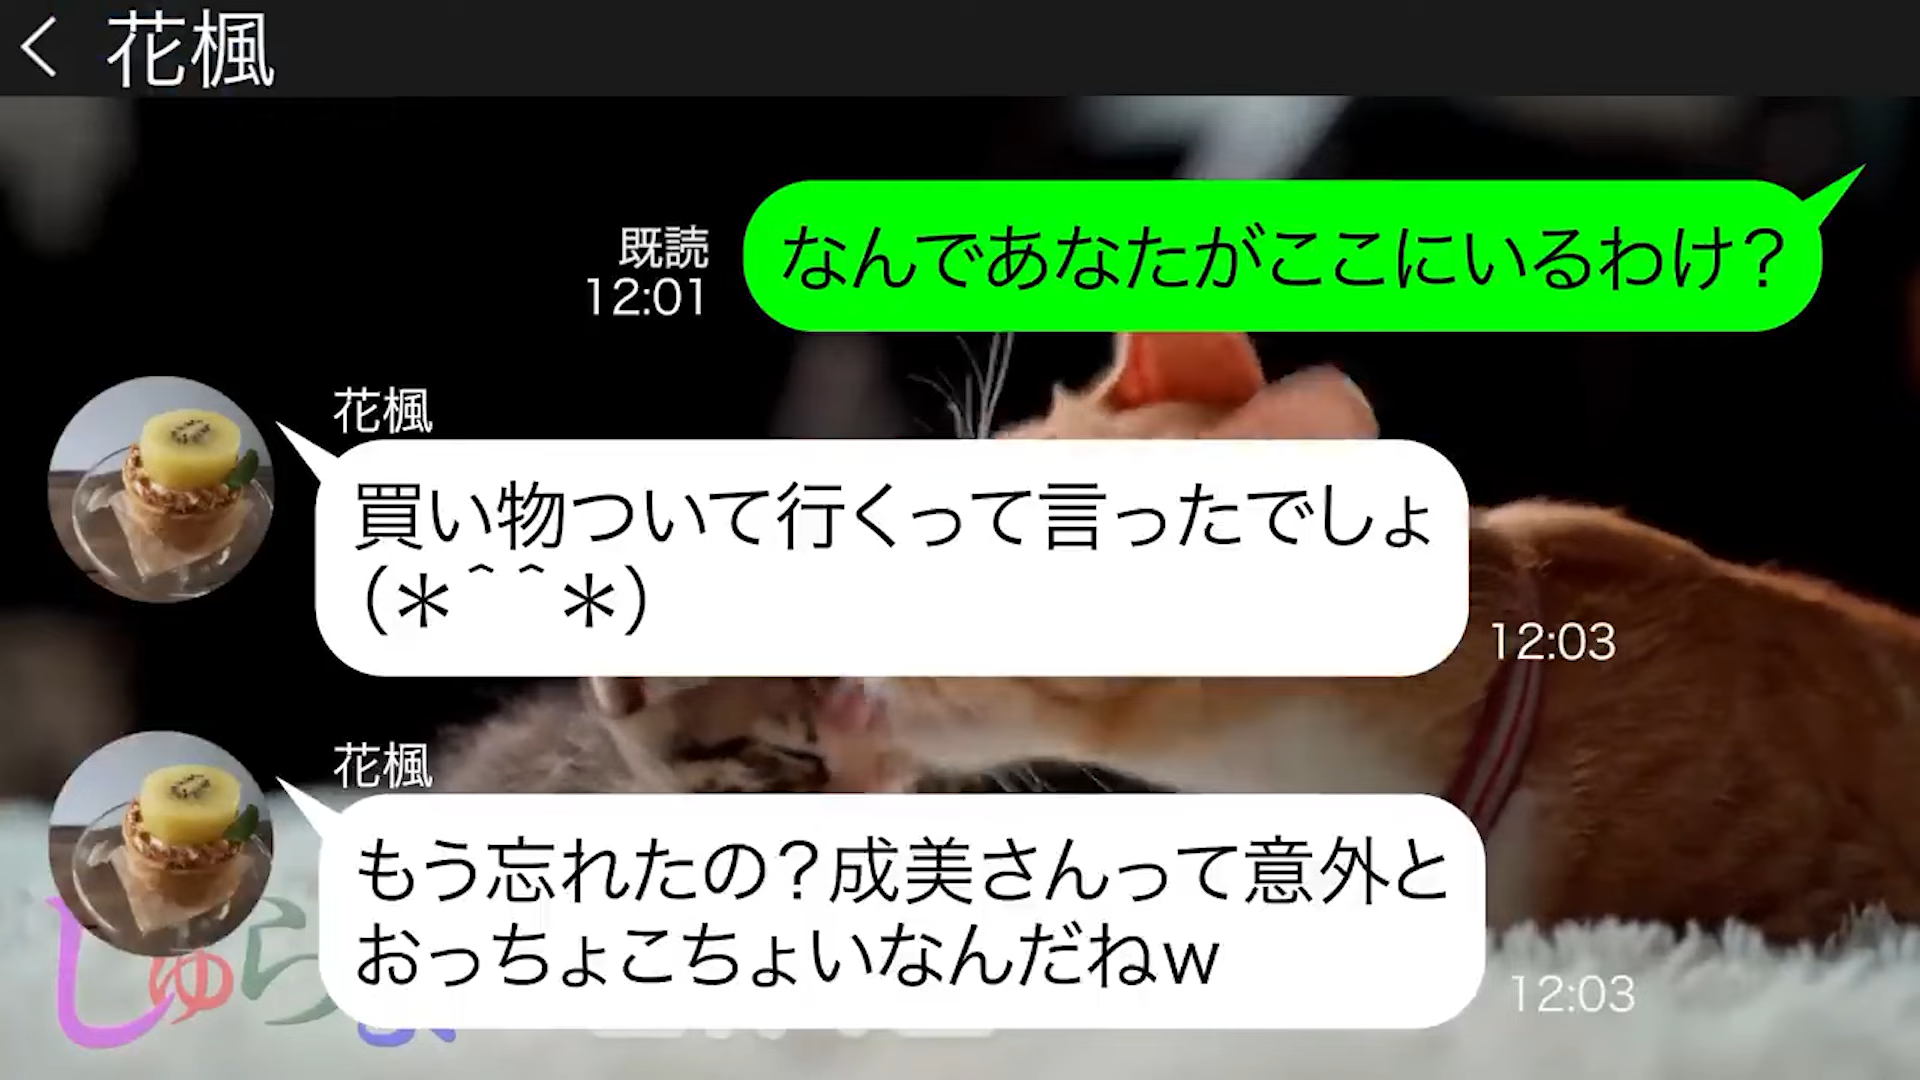 花楓
なんであなたがここにいるわけ？
既読
12:01
花楓
買い物ついて行くって言ったでしょ
（＊＾＾＊）
12:03
花楓
もう忘れたの？成美さんって意外と
おっちょこちょいなんだねｗ
12:03
しゅら